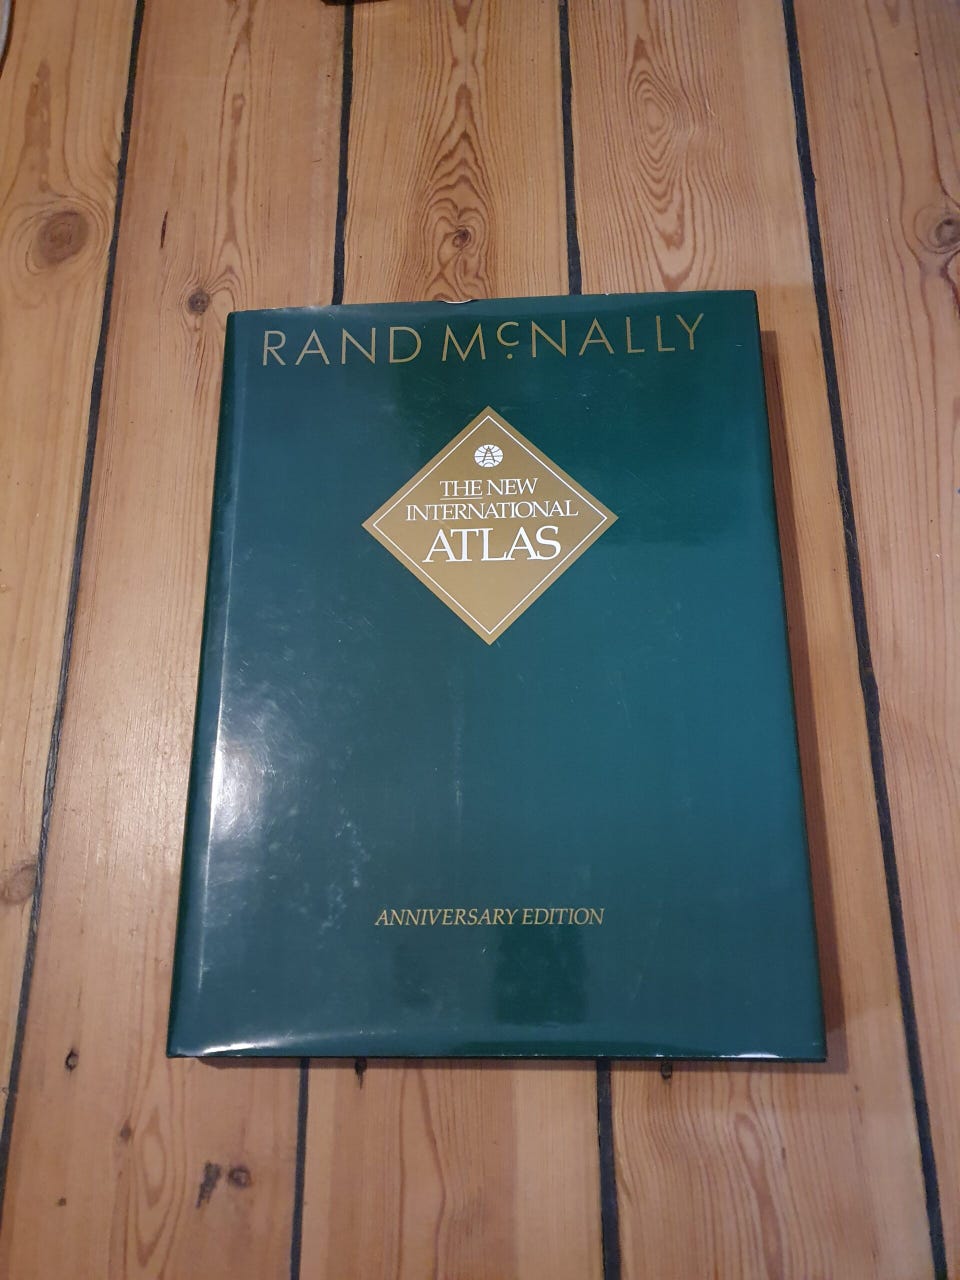 RAND McNALLY
THE NEW
INTERNATIONAL
ATLAS
ANNIVERSARY EDITION